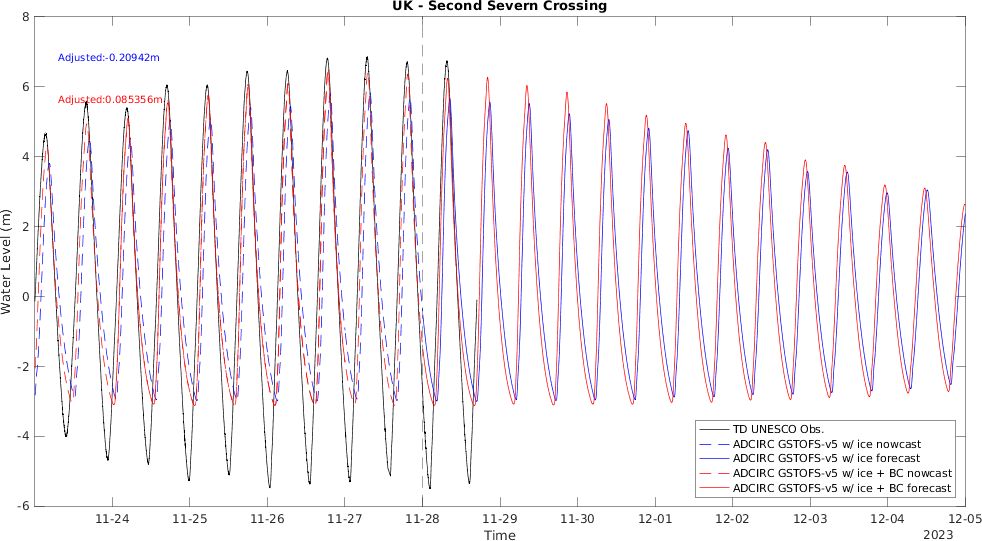 UK - Second Severn Crossing
8
6
4
2
0
-2
-4
-6
Water Level (m)
Adjusted:-0.20942m
Adjusted:0.085356m
TD UNESCO Obs.
ADCIRC GSTOFS-v5 w/ ice nowcast
ADCIRC GSTOFS-v5 w/ ice forecast
ADCIRC GSTOFS-v5 w/ ice + BC nowcast
ADCIRC GSTOFS-v5 w/ ice + BC forecast
11-24 11-25 11-26 11-27 11-28 11-29 11-30 12-01 12-02 12-03 12-04 12-05
Time
2023